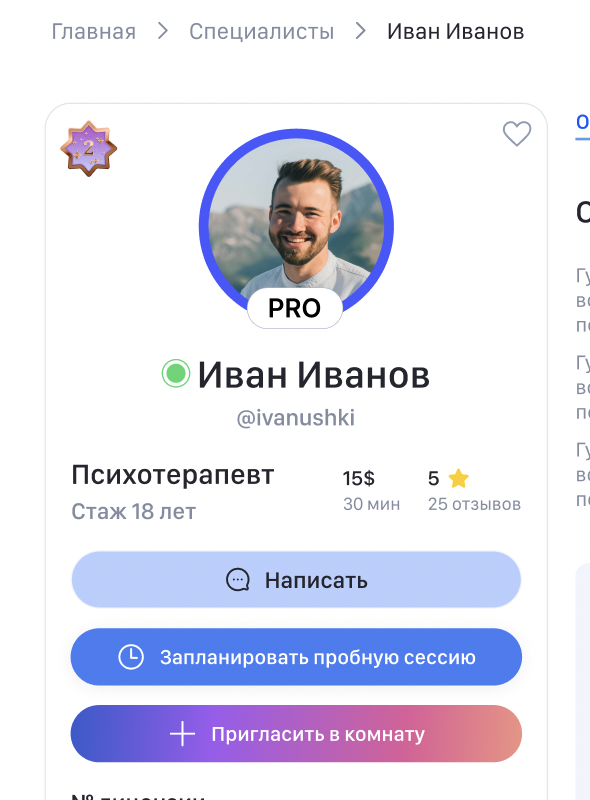 Главная > Специалисты > Иван Иванов
2
PRO
Иван Иванов
@ivanushki
Психотерапевт
Стаж 18 лет
15$
30 мин
5
25 отзывов
Написать
Запланировать пробную сессию
Пригласить в комнату